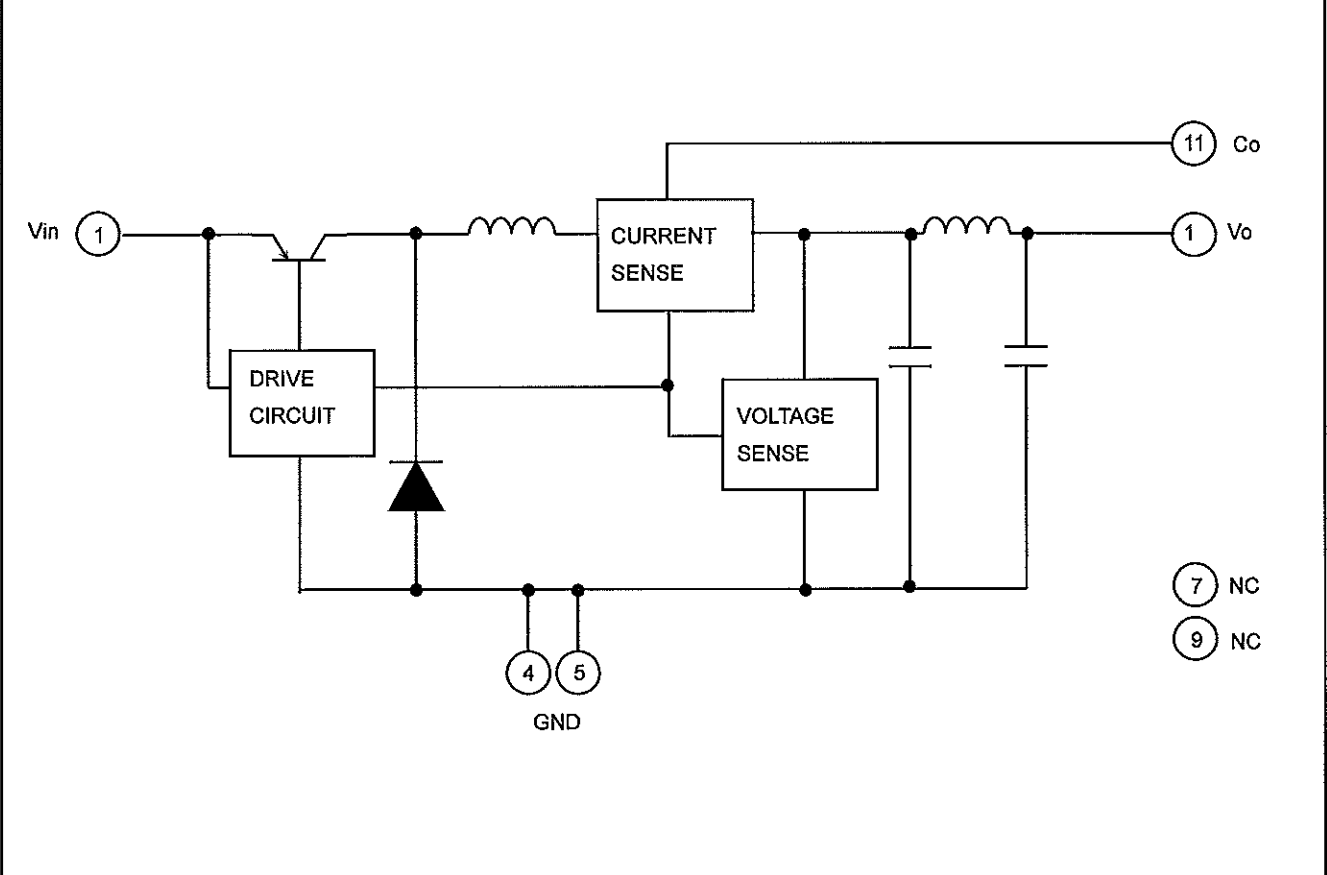 11 Co
Vin 1
CURRENT
SENSE
1 Vo
DRIVE
CIRCUIT
VOLTAGE
SENSE
7 NC
9 NC
4 5
GND